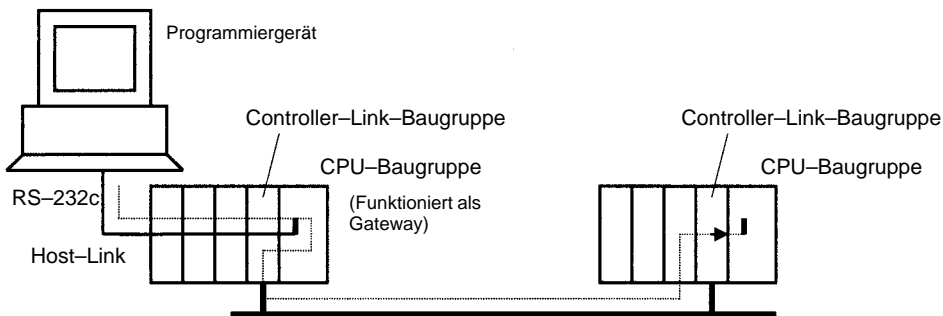 Programmiergerät
Controller–Link–Baugruppe
Controller–Link–Baugruppe
CPU–Baugruppe
CPU–Baugruppe
RS–232c
(Funktioniert als
Gateway)
Host–Link